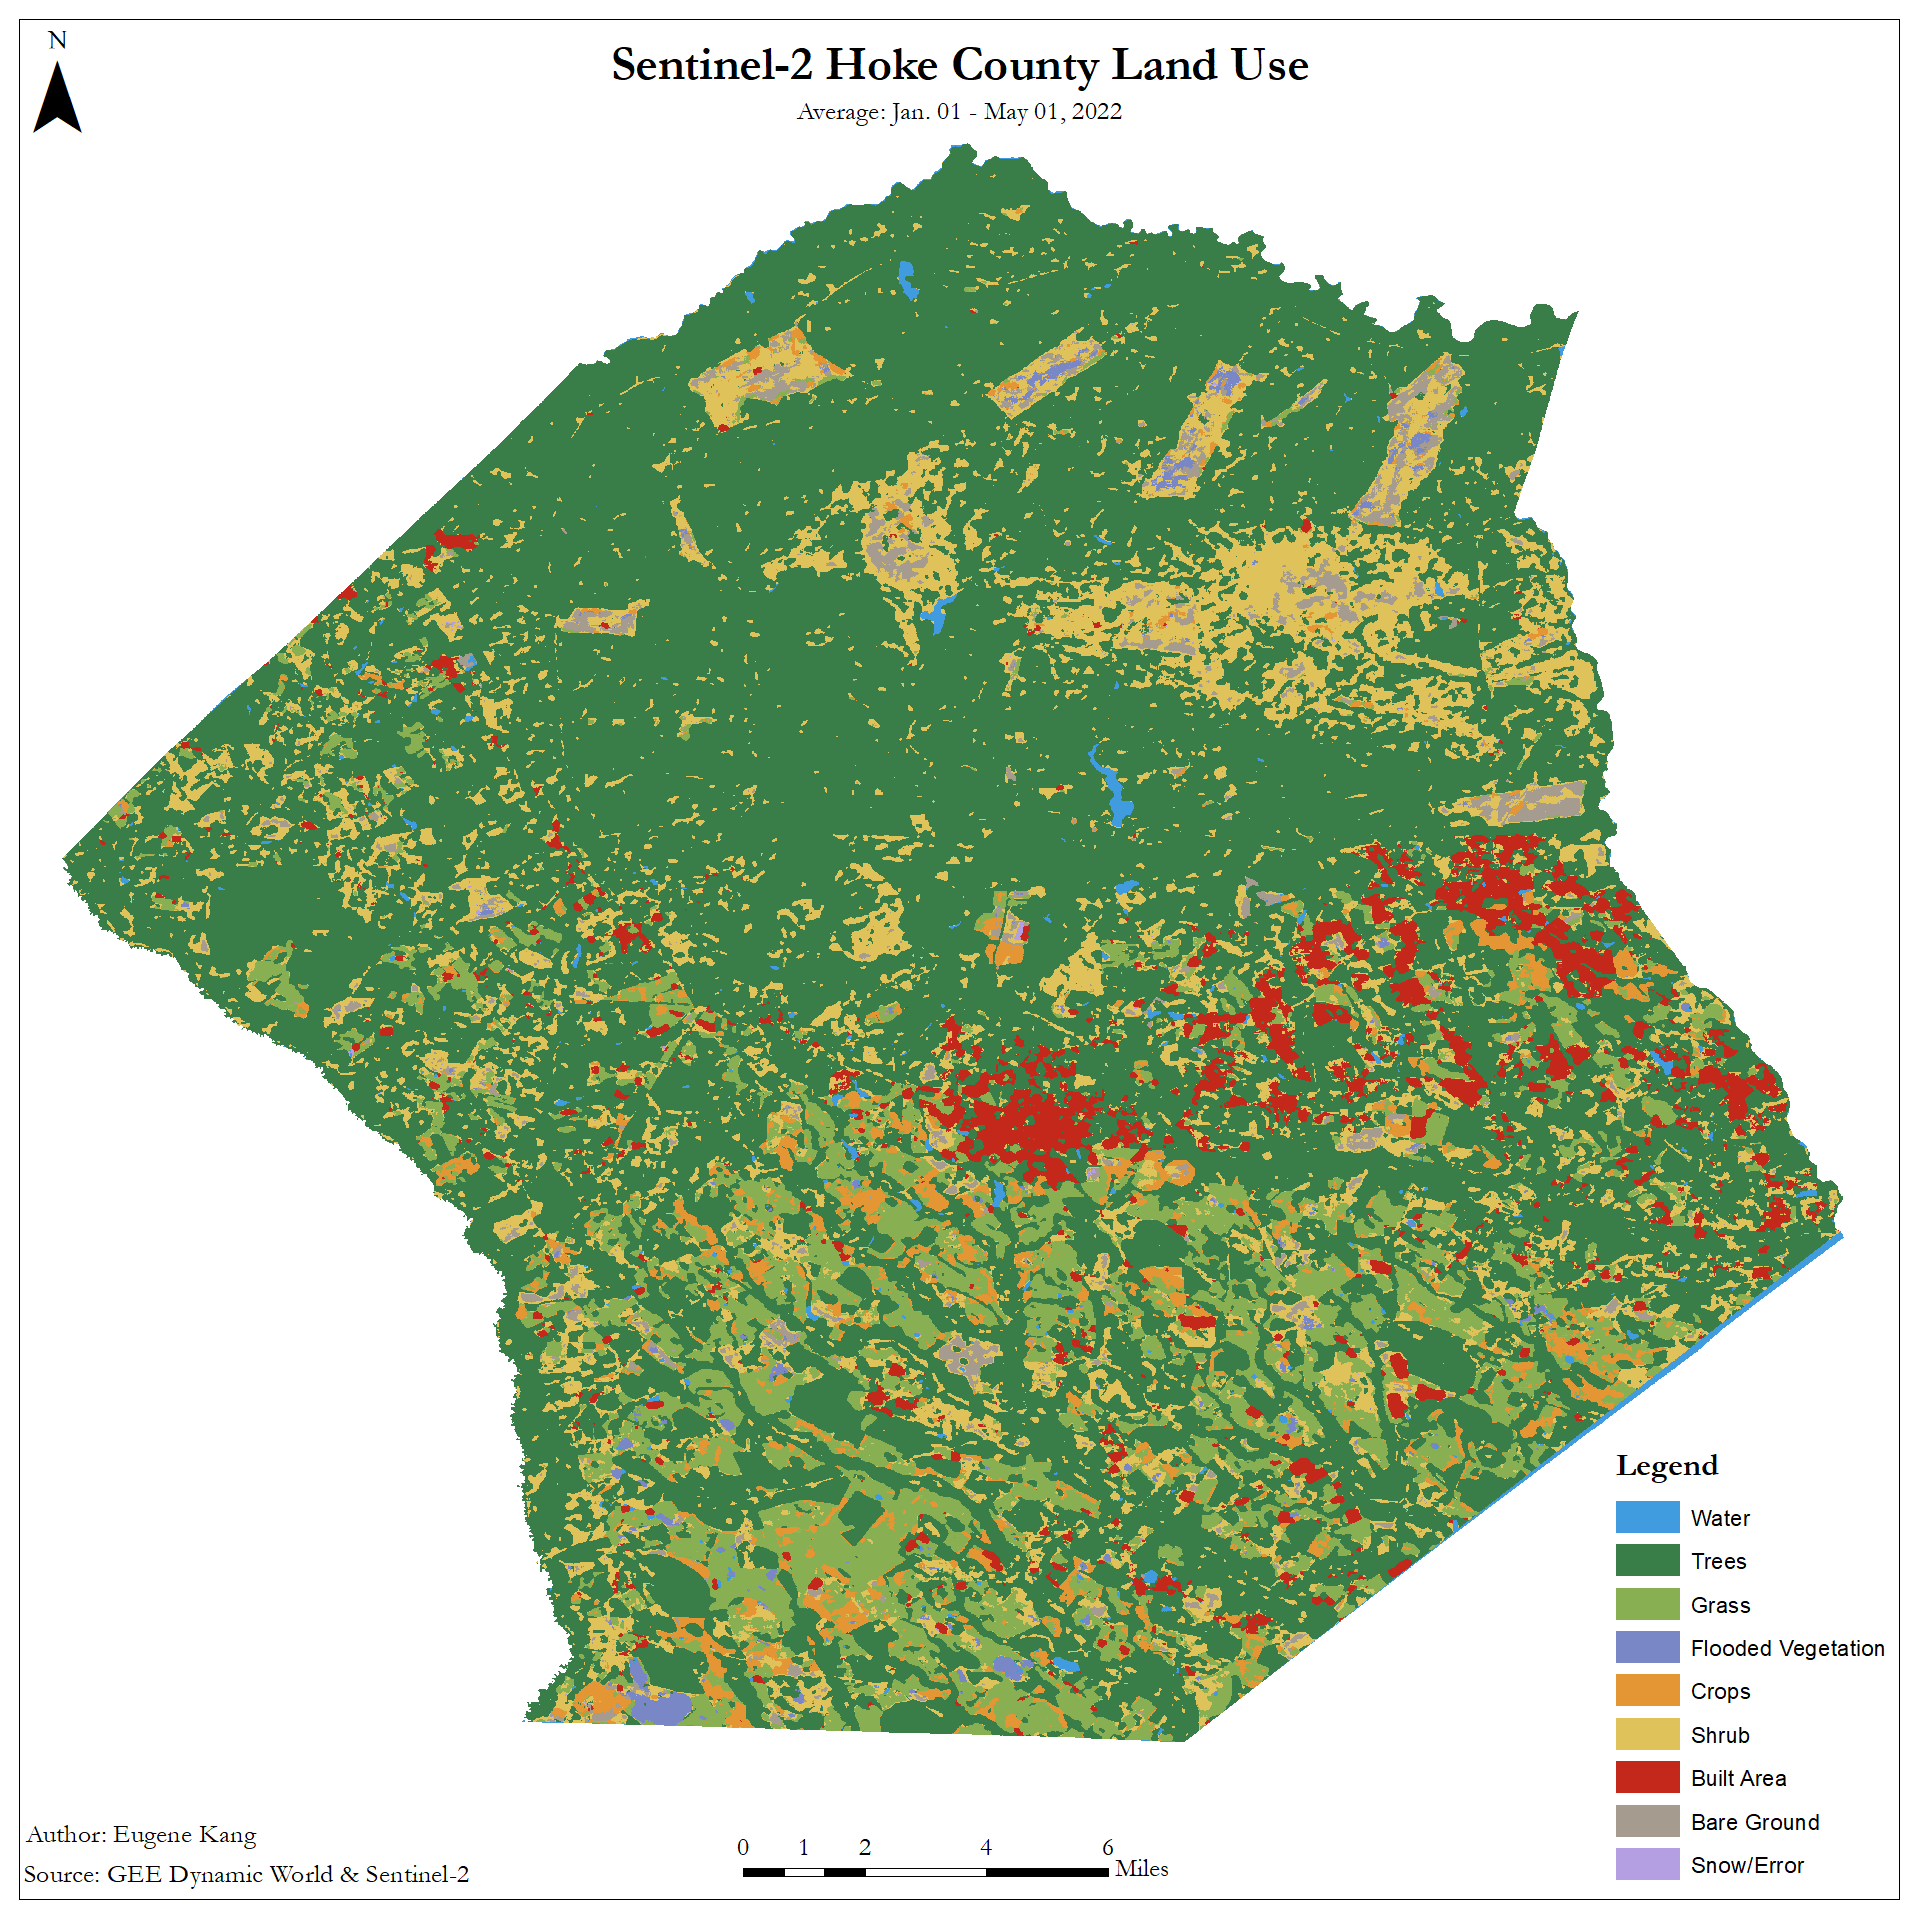 N
Sentinel-2 Hoke County Land Use
Average: Jan. 01 - May 01, 2022
Legend
Water
Trees
Grass
Flooded Vegetation
Crops
Shrub
Built Area
Bare Ground
Snow/Error
Author: Eugene Kang
Source: GEE Dynamic World & Sentinel-2
0 1 2 4 6
Miles